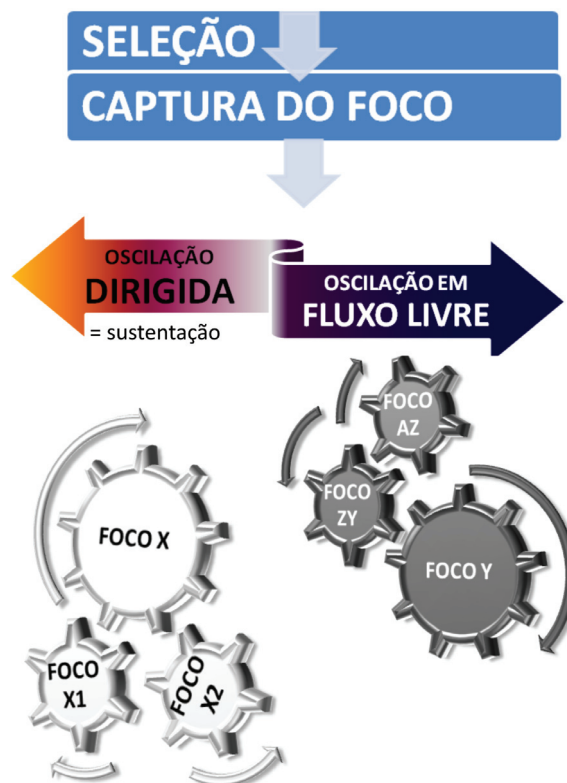 SELEÇÃO
CAPTURA DO FOCO
OSCILAÇÃO
DIRIGIDA
= sustentação
OSCILAÇÃO EM
FLUXO LIVRE
FOCO X
FOCO
X1
FOCO
X2
FOCO
AZ
FOCO
ZY
FOCO Y